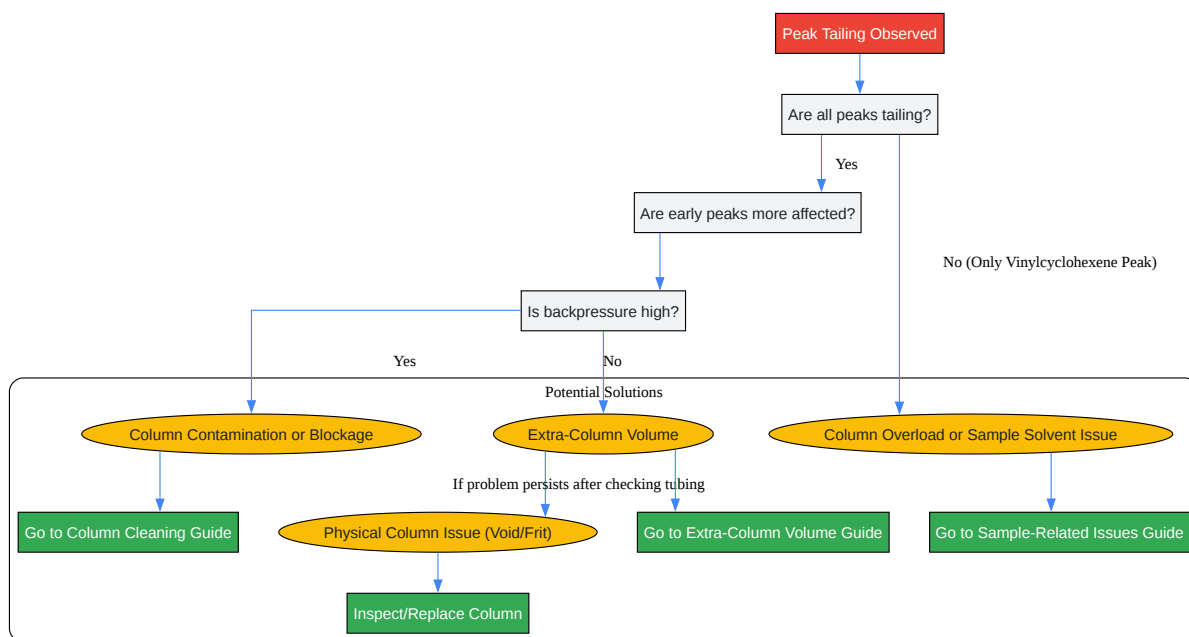 Peak Tailing Observed
Are all peaks tailing?
Yes
Are early peaks more affected?
No (Only Vinylcyclohexene Peak)
Is backpressure high?
Yes
No
Potential Solutions
Column Contamination or Blockage
Extra-Column Volume
Column Overload or Sample Solvent Issue
If problem persists after checking tubing
Go to Column Cleaning Guide
Physical Column Issue (Void/Frit)
Go to Extra-Column Volume Guide
Go to Sample-Related Issues Guide
Inspect/Replace Column